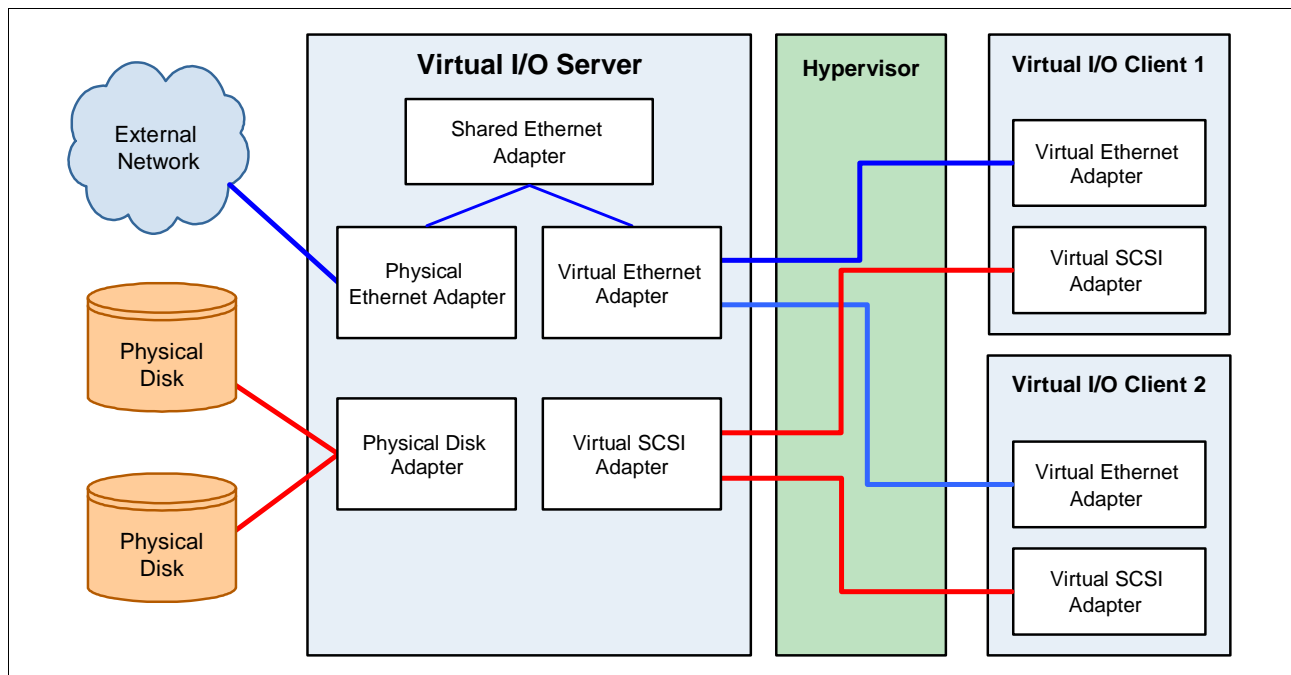 External
Network
Physical
Disk
Physical
Disk
Virtual I/O Server
Shared Ethernet
Adapter
Physical
Ethernet Adapter
Virtual Ethernet
Adapter
Physical Disk
Adapter
Virtual SCSI
Adapter
Hypervisor
Virtual I/O Client 1
Virtual Ethernet
Adapter
Virtual SCSI
Adapter
Virtual I/O Client 2
Virtual Ethernet
Adapter
Virtual SCSI
Adapter